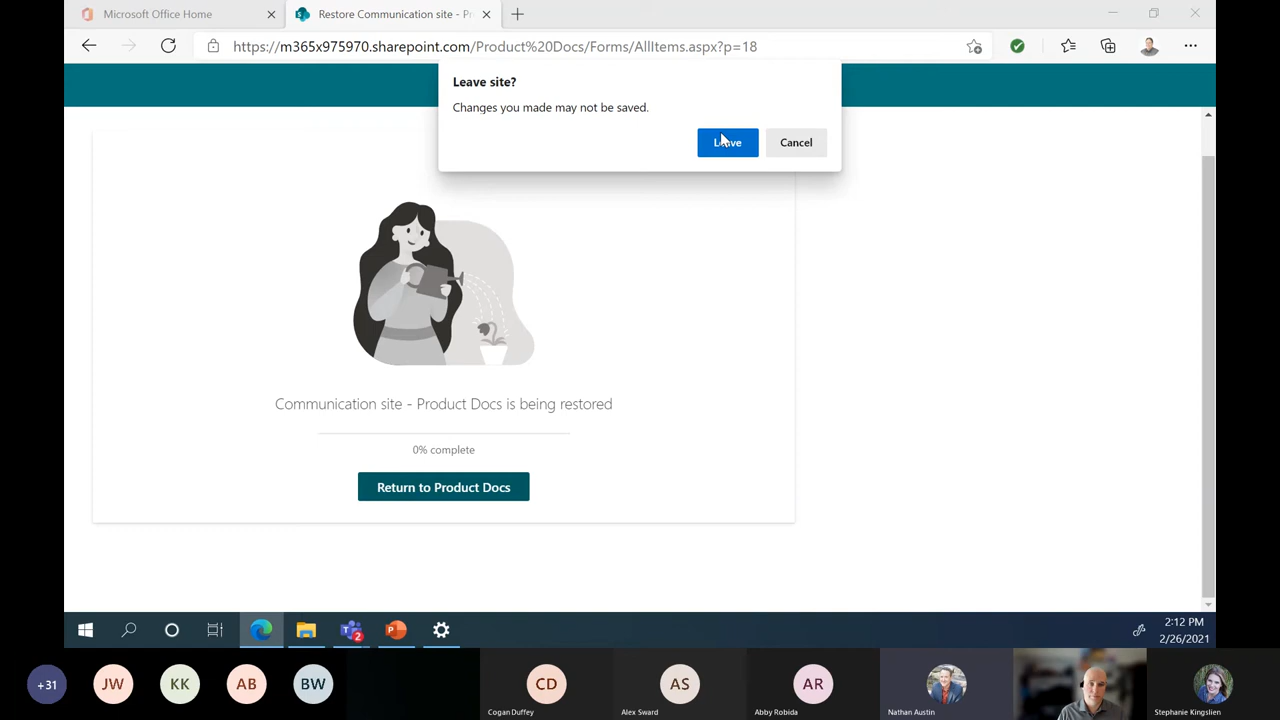 Microsoft Office Home
Restore Communication site - Pr
https://m365x975970.sharepoint.com/Product%20Docs/Forms/AllItems.aspx?p=18
Leave site?
Changes you made may not be saved.
Leave
Cancel
Communication site - Product Docs is being restored
0% complete
Return to Product Docs
2
2:12 PM
2/26/2021
+31
JW
KK
AB
BW
CD
AS
AR
Cogan Duffey
Alex Sward
Abby Robida
Nathan Austin
Stephanie Kingslien